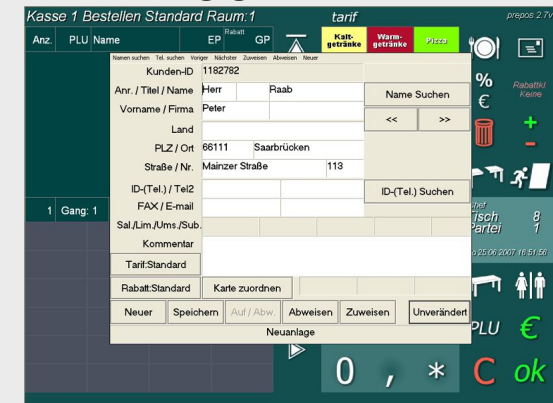 Kasse 1 Bestellen Standard Raum:1 tarif prepos 2.7v
Anz. PLU Name EP Rabatt GP
Kalt-getränke Warm-getränke Pizza
Namen suchen Tel. suchen Voriger Nächster Zuweisen Abweisen Neuer
Kunden-ID 1182782
Anr. / Titel / Name Herr Raab Name Suchen
Vorname / Firma Peter << >>
Land
PLZ / Ort 66111 Saarbrücken
Straße / Nr. Mainzer Straße 113
ID-(Tel.) / Tel2 ID-(Tel.) Suchen
FAX / E-mail
Sal./Lim./Ums./Sub.
Kommentar
Tarif:Standard
Rabatt:Standard Karte zuordnen
Neuer Speichern Auf / Abw. Abweisen Zuweisen Unverändert
Neuanlage
% €
Rabattkl.
Keine
+
-
1 Gang: 1
Chef
Tisch 8
Partei 1
25.06.2007 16:51:56
PLU €
0 , * C ok